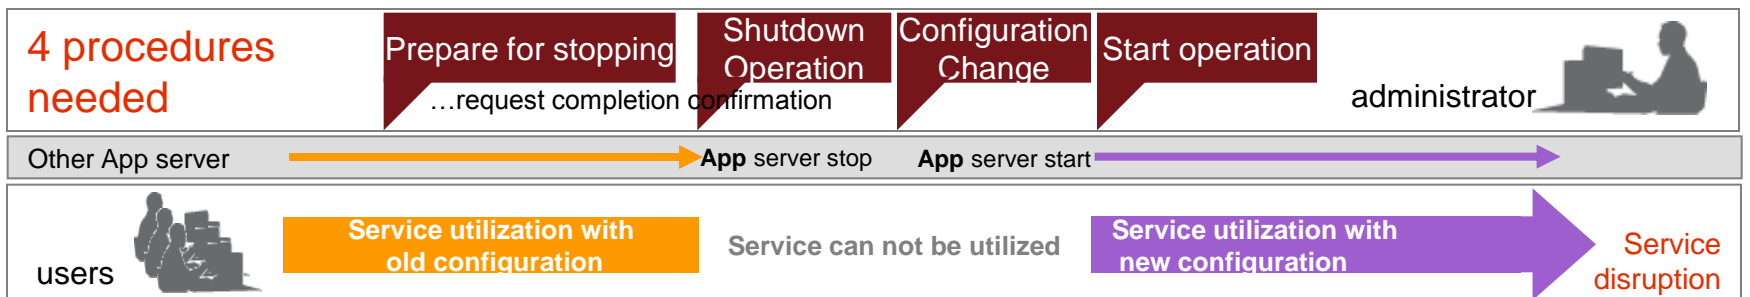 4 procedures
needed
Prepare for stopping
…request completion confirmation
Shutdown
Operation
Configuration
Change
Start operation
administrator
Other App server
App server stop
App server start
users
Service utilization with
old configuration
Service can not be utilized
Service utilization with
new configuration
Service
disruption